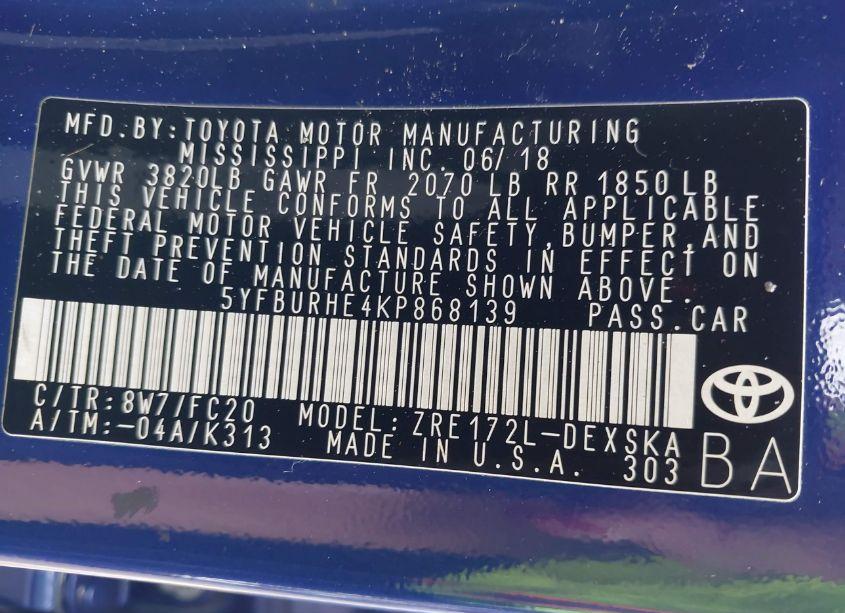 MFD.BY:TOYOTA MOTOR MANUFACTURING
MISSISSIPPI INC. 06/18
GVWR 3820LB GAWR FR 2070 LB RR 1850LB
THIS VEHICLE CONFORMS TO ALL APPLICABLE
FEDERAL MOTOR VEHICLE SAFETY,BUMPER,AND
THEFT PREVENTION STANDARDS IN EFFECT ON
THE DATE OF MANUFACTURE SHOWN ABOVE.
5YFBURHE4KP868139 PASS.CAR
C/TR:8W7/FC20 MODEL:ZRE172L-DEXSKA
A/TM:-04A/K313 MADE IN U.S.A. 303
BA